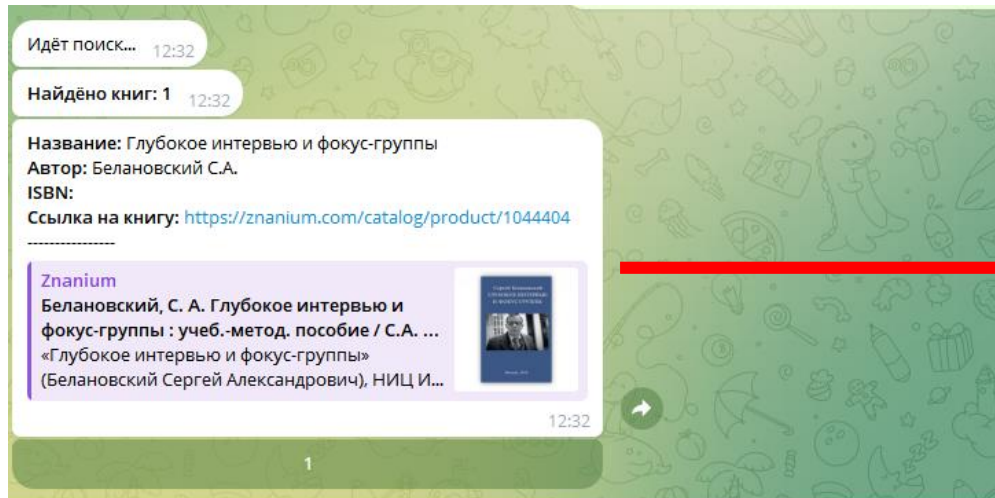 Идёт поиск... 12:32
Найдёно книг: 1 12:32
Название: Глубокое интервью и фокус-группы
Автор: Белановский С.А.
ISBN:
Ссылка на книгу: https://znanium.com/catalog/product/1044404
----------------
Znanium
Белановский, С. А. Глубокое интервью и
фокус-группы : учеб.-метод. пособие / С.А. ...
«Глубокое интервью и фокус-группы»
(Белановский Сергей Александрович), НИЦ И...
12:32
1